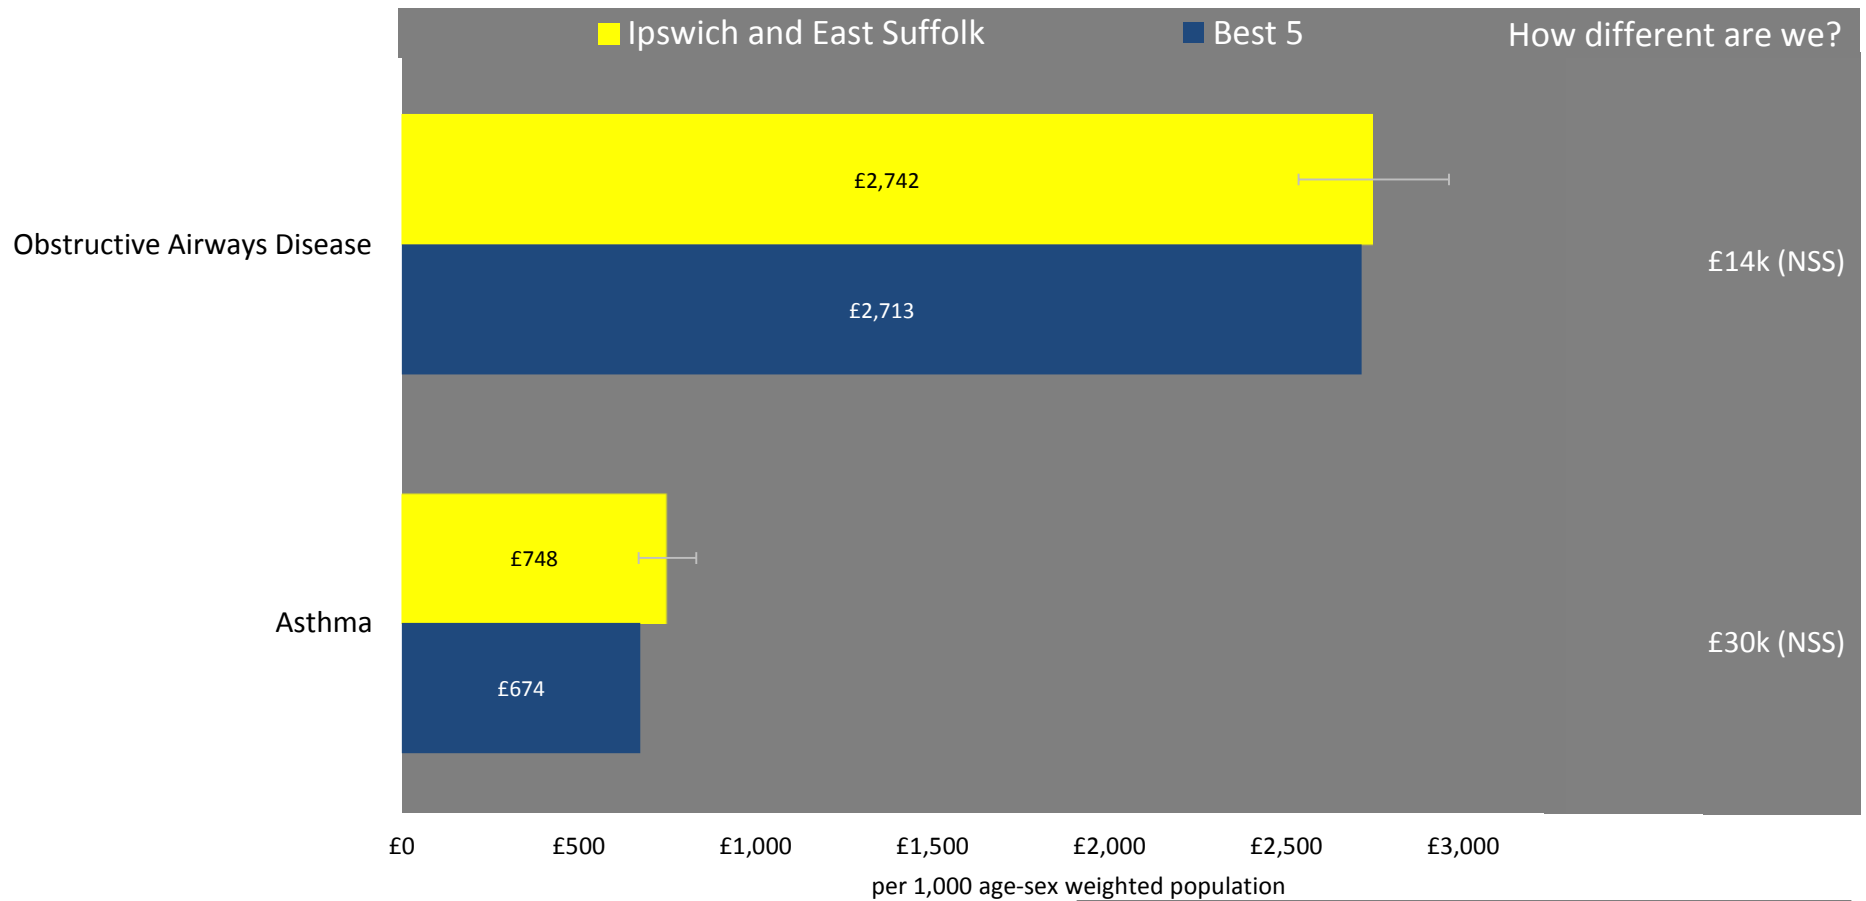 Ipswich and East Suffolk
Best 5
How different are we?
£2,742
Obstructive Airways Disease
£14k (NSS)
£2,713
£748
Asthma
£30k (NSS)
£674
£0 £500 £1,000 £1,500 £2,000 £2,500 £3,000
per 1,000 age-sex weighted population